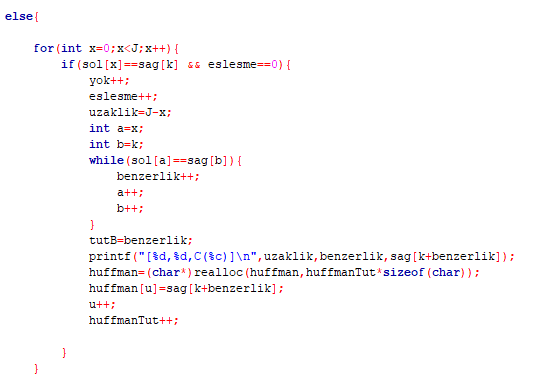 else{
for(int x=0;x<J;x++){
if(sol[x]==sag[k] && eslesme==0){
yok++;
eslesme++;
uzaklik=J-x;
int a=x;
int b=k;
while(sol[a]==sag[b]){
benzerlik++;
a++;
b++;
}
tutB=benzerlik;
printf("[%d,%d,C(%c)]\n",uzaklik,benzerlik,sag[k+benzerlik]);
huffman=(char*)realloc(huffman,huffmanTut*sizeof(char));
huffman[u]=sag[k+benzerlik];
u++;
huffmanTut++;
}
}